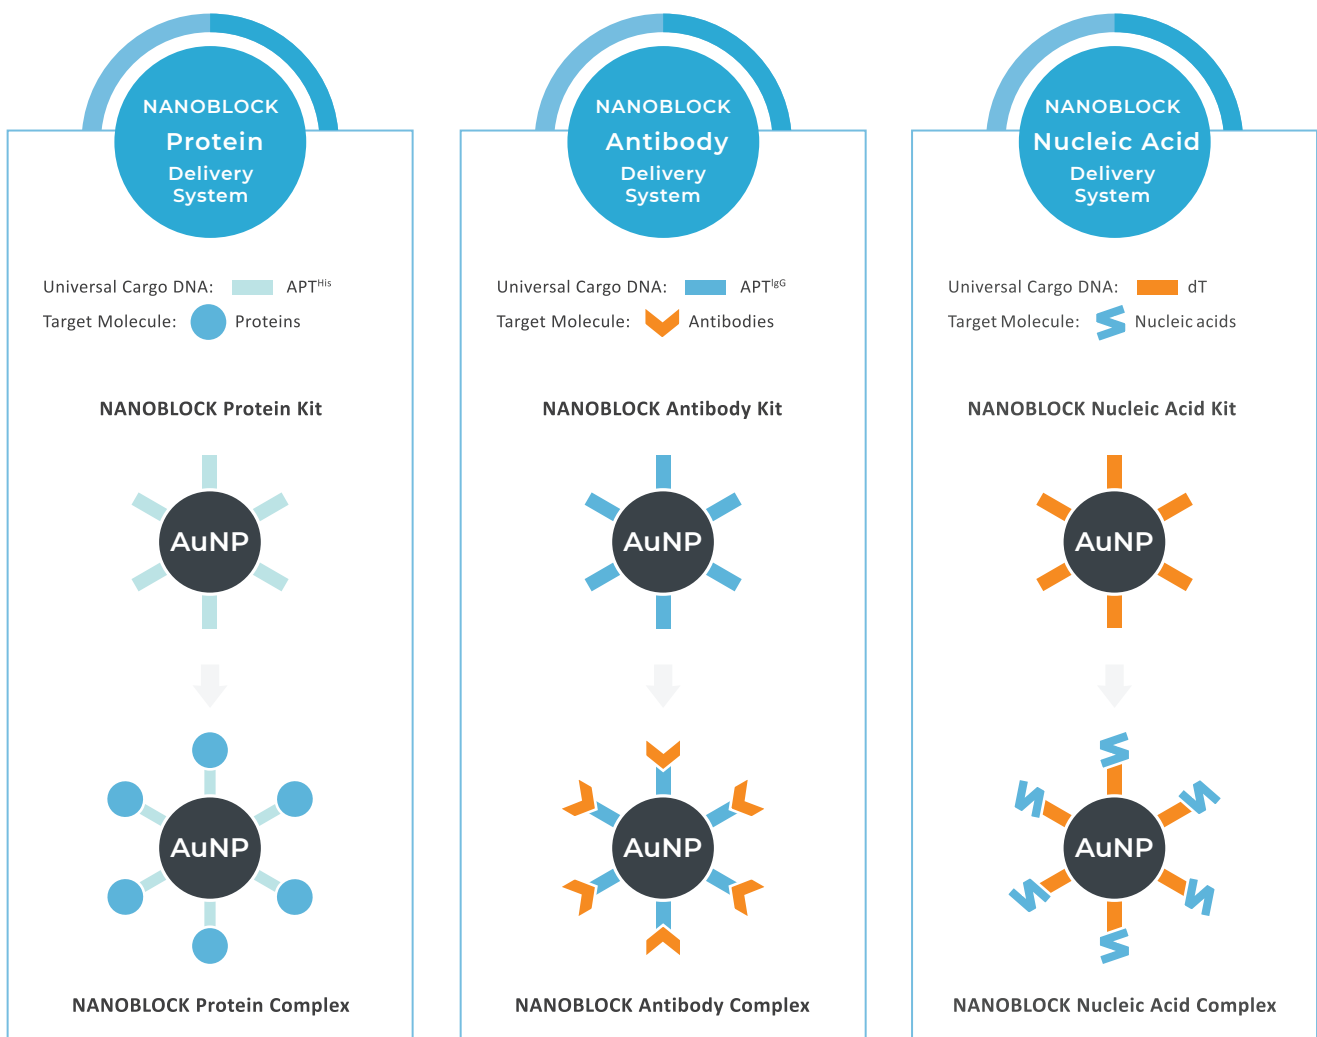 NANOBLOCK
Protein
Delivery
System
Universal Cargo DNA: APTHis
Target Molecule: Proteins
NANOBLOCK Protein Kit
AuNP
AuNP
NANOBLOCK Protein Complex
NANOBLOCK
Antibody
Delivery
System
Universal Cargo DNA: APTIgG
Target Molecule: Antibodies
NANOBLOCK Antibody Kit
AuNP
AuNP
NANOBLOCK Antibody Complex
NANOBLOCK
Nucleic Acid
Delivery
System
Universal Cargo DNA: dT
Target Molecule: Nucleic acids
NANOBLOCK Nucleic Acid Kit
AuNP
AuNP
NANOBLOCK Nucleic Acid Complex